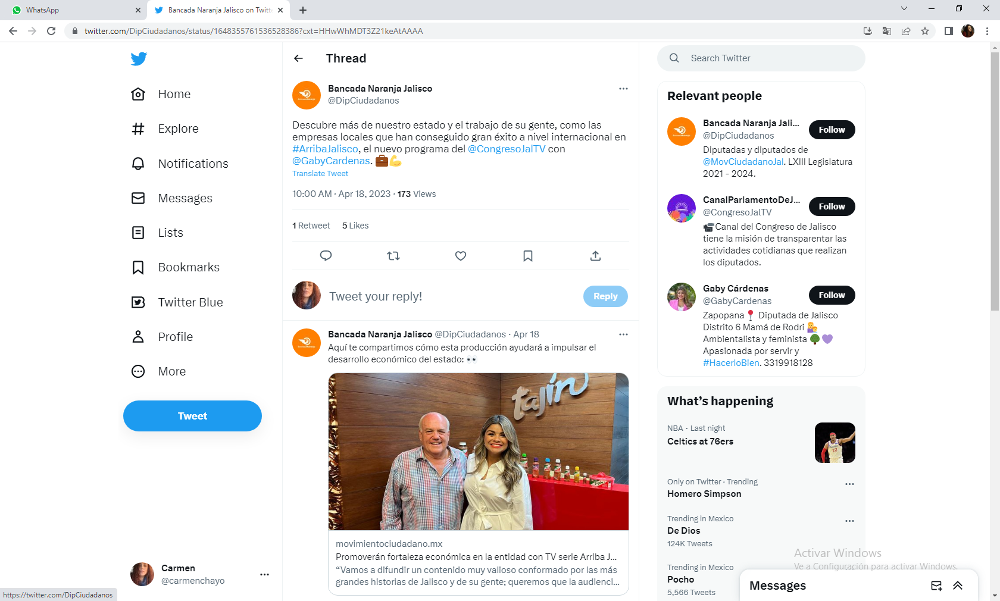 WhatsApp
Bancada Naranja Jalisco on Twitt
twitter.com/DipCiudadanos/status/1648355761536528386?cxt=HHwWhMDT3Z21keAtAAAA
Home
Explore
Notifications
Messages
Lists
Bookmarks
Twitter Blue
Profile
More
Tweet
Carmen
@carmenchayo
https://twitter.com/DipCiudadanos
Thread
Bancada Naranja Jalisco
@DipCiudadanos
Descubre más de nuestro estado y el trabajo de su gente, como las
empresas locales que han conseguido gran éxito a nivel internacional en
#ArribaJalisco, el nuevo programa del @CongresoJalTV con
@GabyCardenas. 💼💪
Translate Tweet
10:00 AM · Apr 18, 2023 · 173 Views
1 Retweet 5 Likes
Tweet your reply!
Reply
Bancada Naranja Jalisco @DipCiudadanos · Apr 18
Aquí te compartimos cómo esta producción ayudará a impulsar el
desarrollo económico del estado: 👀
tajín
movimientociudadano.mx
Promoverán fortaleza económica en la entidad con TV serie Arriba J...
“Vamos a difundir un contenido muy valioso conformado por las más
grandes historias de Jalisco y de su gente; queremos que la audienci...
Search Twitter
Relevant people
Bancada Naranja Jali...
@DipCiudadanos
Follow
Diputadas y diputados de
@MovCiudadanoJal. LXIII Legislatura
2021 - 2024.
CanalParlamentoDeJ...
@CongresoJalTV
Follow
📹Canal del Congreso de Jalisco
tiene la misión de transparentar las
actividades cotidianas que realizan
los diputados.
Gaby Cárdenas
@GabyCardenas
Follow
Zapopana📍 Diputada de Jalisco
Distrito 6 Mamá de Rodri 👩‍👦
Ambientalista y feminista 🌳💜
Apasionada por servir y
#HacerloBien. 3319918128
What’s happening
NBA · Last night
Celtics at 76ers
Only on Twitter · Trending
Homero Simpson
Trending in Mexico
De Dios
124K Tweets
Trending in Mexico
Pocho
5,566 Tweets
Activar Windows
Ve a Configuración para activar Windows.
Messages